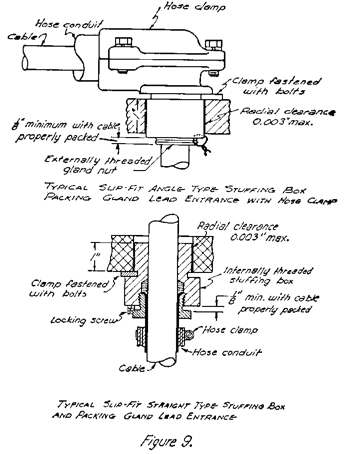 Hose clamp
Hose conduit
Cable
Clamp fastened
with bolts
Radial clearance
0.003" max.
1/8" minimum with cable
properly packed
Externally threaded
gland nut
TYPICAL SLIP-FIT ANGLE TYPE STUFFING BOX
PACKING GLAND LEAD ENTRANCE WITH HOSE CLAMP
Radial clearance
0.003" max.
1"
Clamp fastened
with bolts
Internally threaded
stuffing box
1/8" min. with cable
properly packed
Locking screw
Hose clamp
Hose conduit
Cable
TYPICAL SLIP-FIT STRAIGHT TYPE STUFFING BOX
AND PACKING GLAND LEAD ENTRANCE
Figure 9.